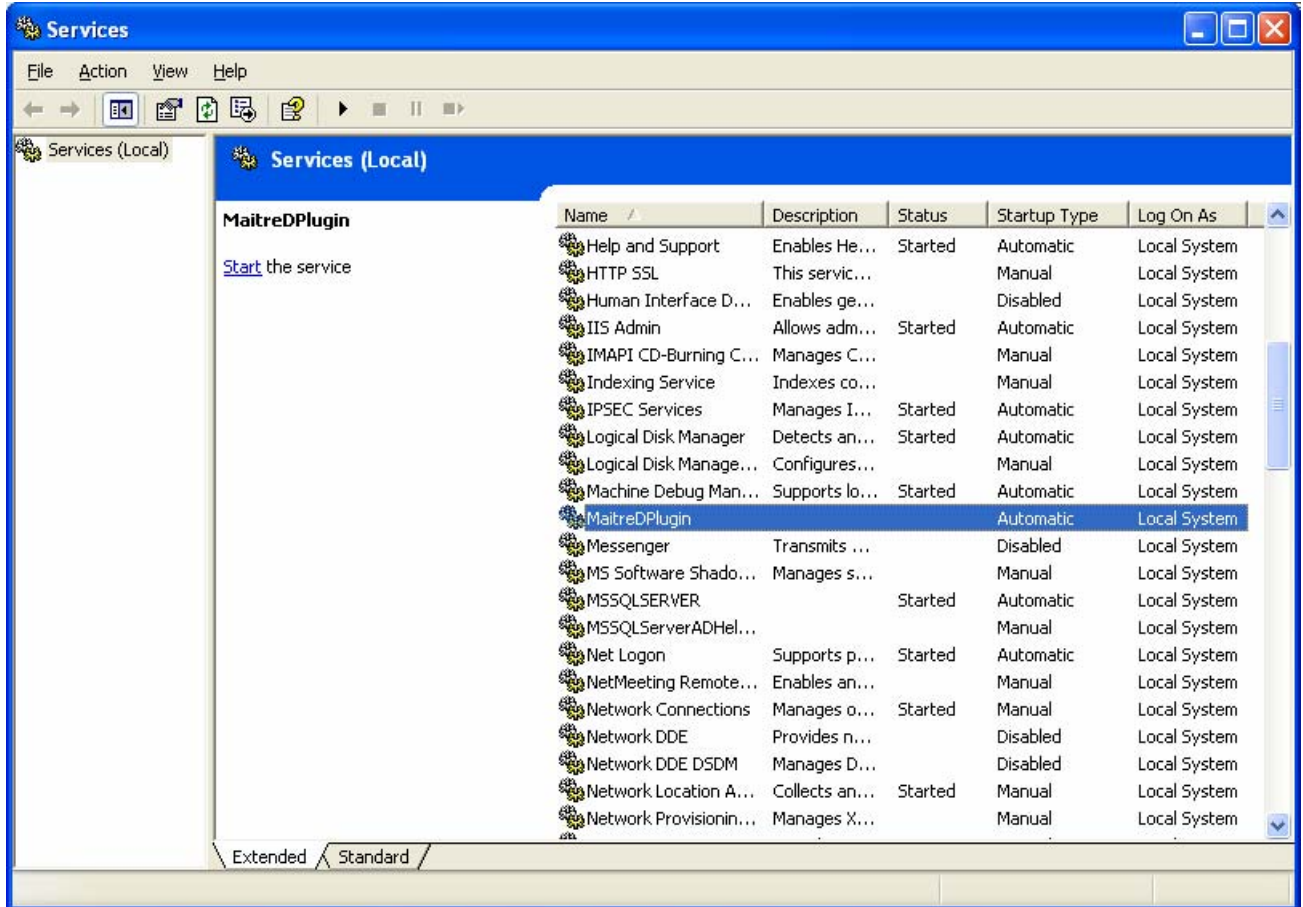 Services
File Action View Help
Services (Local)
Services (Local)
MaitreDPlugin
Start the service
Name Description Status Startup Type Log On As
Help and Support Enables He... Started Automatic Local System
HTTP SSL This servic... Manual Local System
Human Interface D... Enables ge... Disabled Local System
IIS Admin Allows adm... Started Automatic Local System
IMAPI CD-Burning C... Manages C... Manual Local System
Indexing Service Indexes co... Manual Local System
IPSEC Services Manages I... Started Automatic Local System
Logical Disk Manager Detects an... Started Automatic Local System
Logical Disk Manage... Configures... Manual Local System
Machine Debug Man... Supports lo... Started Automatic Local System
MaitreDPlugin Automatic Local System
Messenger Transmits ... Disabled Local System
MS Software Shado... Manages s... Manual Local System
MSSQLSERVER Started Automatic Local System
MSSQLServerADHel... Manual Local System
Net Logon Supports p... Started Automatic Local System
NetMeeting Remote... Enables an... Manual Local System
Network Connections Manages o... Started Manual Local System
Network DDE Provides n... Disabled Local System
Network DDE DSDM Manages D... Disabled Local System
Network Location A... Collects an... Started Manual Local System
Network Provisionin... Manages X... Manual Local System
Extended Standard